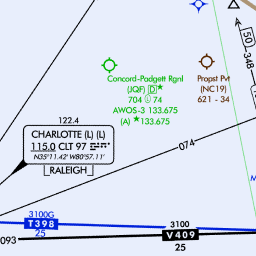 50
348
Concord-Padgett Rgnl
(JQF) D★
704 74
AWOS-3 133.675
(A) ★133.675
Propst Pvt
(NC19)
621 - 34
122.4
CHARLOTTE (L) (L)
115.0 CLT 97
N35°11.42' W80°57.11'
RALEIGH
074
3100G
T398
25
093
3100
V409
25